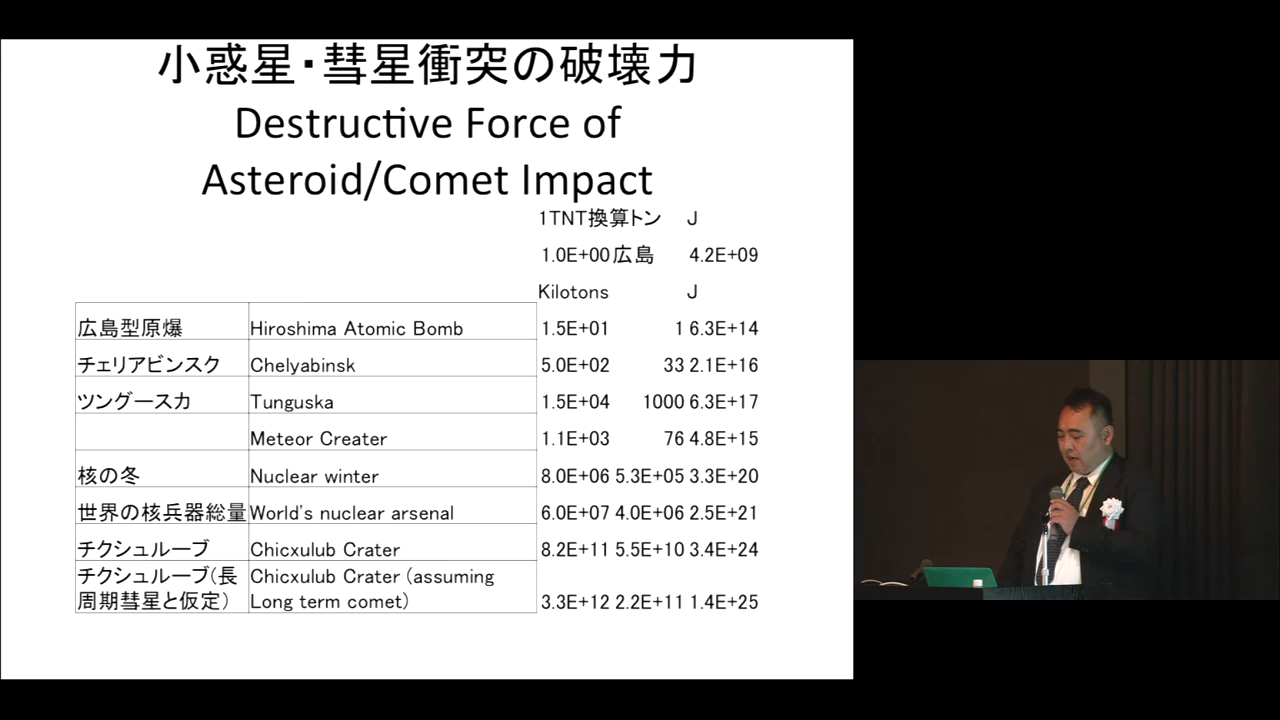 小惑星・彗星衝突の破壊力
Destructive Force of
Asteroid/Comet Impact
1TNT換算トン J
1.0E+00 広島 4.2E+09
Kilotons J
広島型原爆 Hiroshima Atomic Bomb 1.5E+01 1 6.3E+14
チェリアビンスク Chelyabinsk 5.0E+02 33 2.1E+16
ツングースカ Tunguska 1.5E+04 1000 6.3E+17
Meteor Creater 1.1E+03 76 4.8E+15
核の冬 Nuclear winter 8.0E+06 5.3E+05 3.3E+20
世界の核兵器総量 World's nuclear arsenal 6.0E+07 4.0E+06 2.5E+21
チクシュルーブ Chicxulub Crater 8.2E+11 5.5E+10 3.4E+24
チクシュルーブ(長 Chicxulub Crater (assuming
周期彗星と仮定) Long term comet) 3.3E+12 2.2E+11 1.4E+25